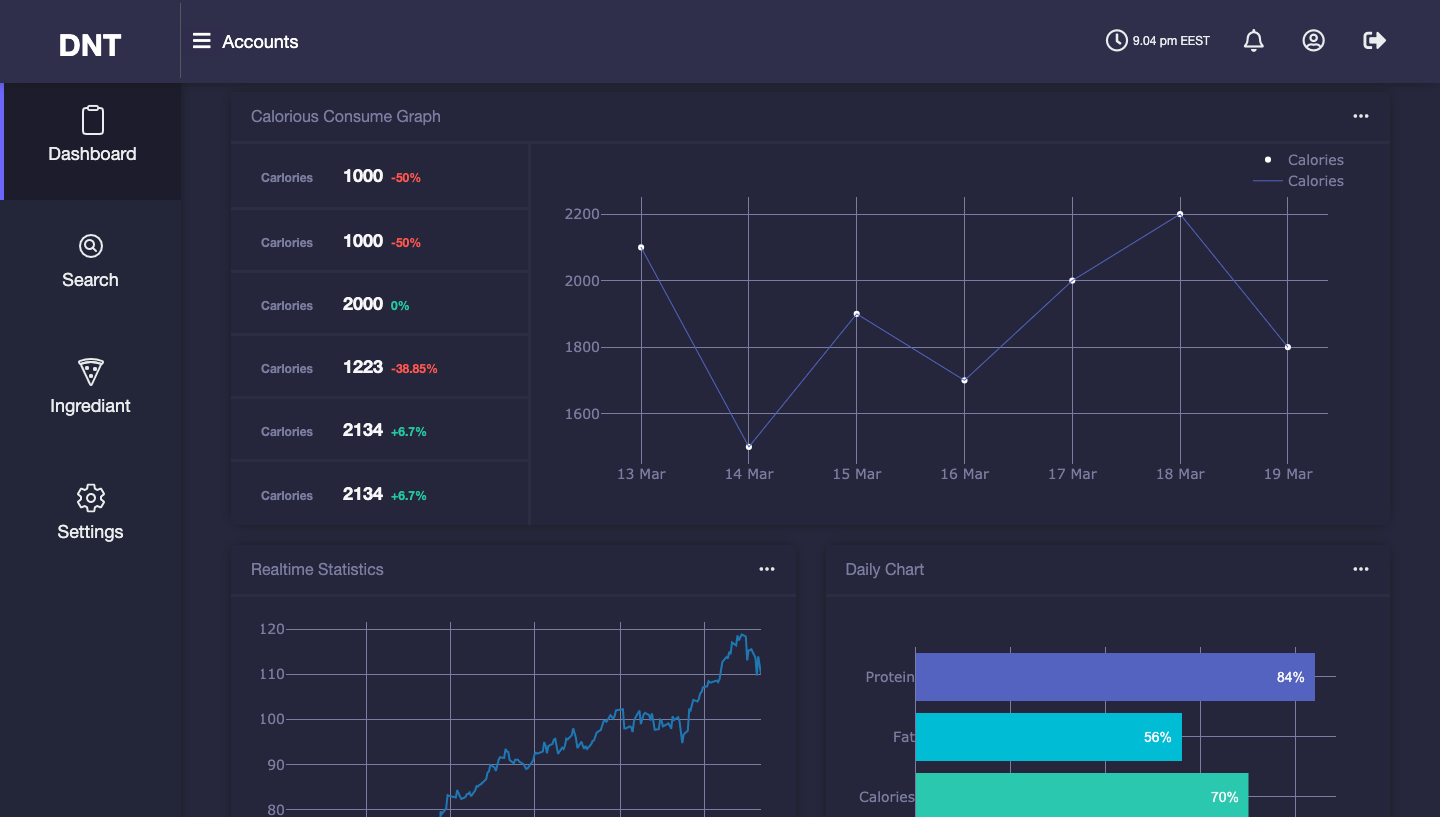 DNT
Accounts
9.04 pm EEST
Dashboard
Search
Ingrediant
Settings
Calorious Consume Graph
Carlories 1000 -50%
Carlories 1000 -50%
Carlories 2000 0%
Carlories 1223 -38.85%
Carlories 2134 +6.7%
Carlories 2134 +6.7%
Calories
Calories
2200
2000
1800
1600
13 Mar 14 Mar 15 Mar 16 Mar 17 Mar 18 Mar 19 Mar
Realtime Statistics
120
110
100
90
80
Daily Chart
Protein 84%
Fat 56%
Calories 70%